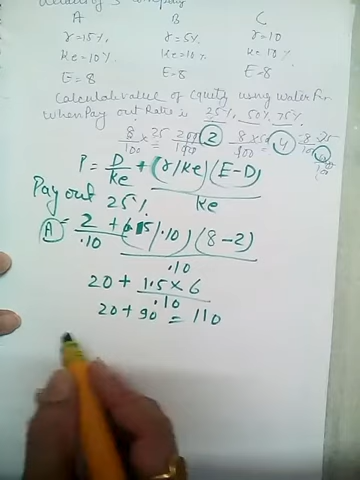 3
A B C
r=15% r=5% r=10
Ke=10% Ke=10% Ke 10%
E=8 E=8 E=8
Calculate value of Equity using Walter
when Pay out Ratio is 25%, 50%, 75%
8/100 × 25 = 200/100 2 8×50/100 = 4 8×75/100
P = D/Ke + (r/Ke)(E-D)/Ke
Pay out 25%
A = 2/.10 + (.15/.10)(8-2)/.10
20 + 1.5×6/.10
20 + 90 = 110